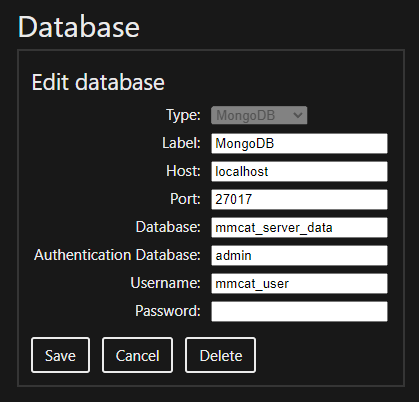 Database
Edit database
Type: MongoDB
Label: MongoDB
Host: localhost
Port: 27017
Database: mmcat_server_data
Authentication Database: admin
Username: mmcat_user
Password:
Save Cancel Delete